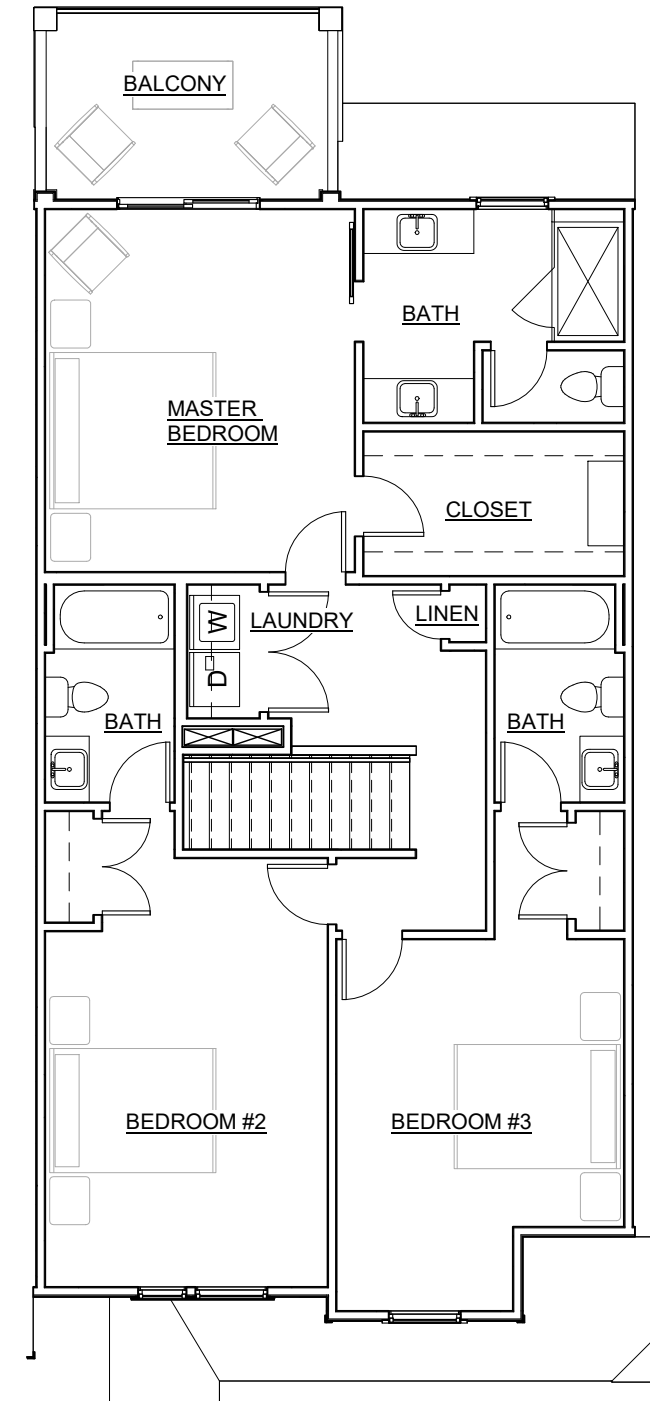 BALCONY
BATH
MASTER
BEDROOM
CLOSET
W
LAUNDRY
LINEN
D
BATH
BATH
BEDROOM #2
BEDROOM #3